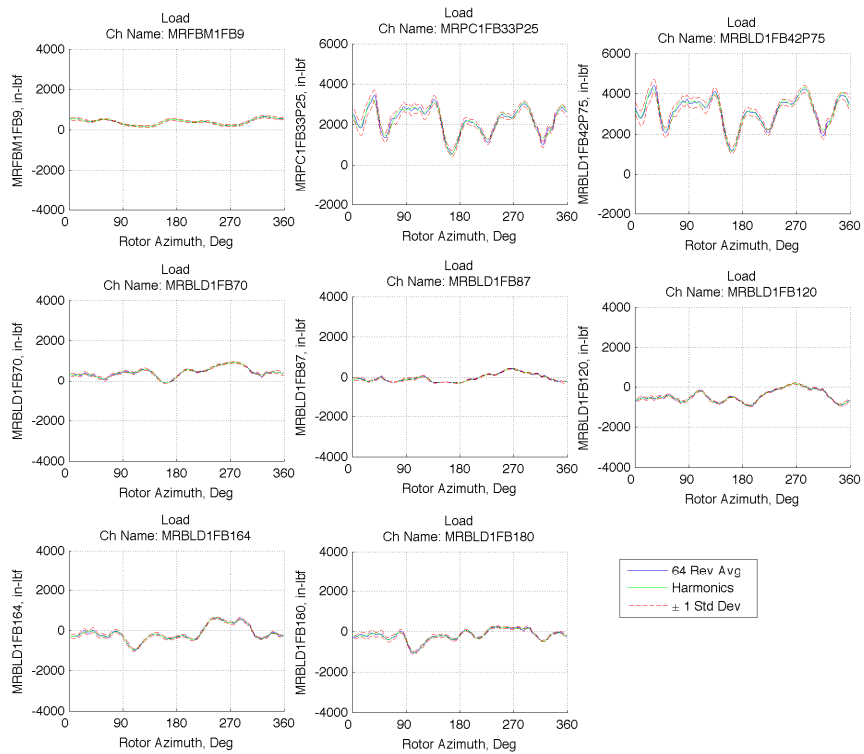 Load
Ch Name: MRFBM1FB9
4000
2000
0
-2000
-4000
MRFBM1FB9, in-lbf
0
90
180
270
360
Rotor Azimuth, Deg
Load
Ch Name: MRPC1FB33P25
6000
4000
2000
0
-2000
MRPC1FB33P25, in-lbf
0
90
180
270
360
Rotor Azimuth, Deg
Load
Ch Name: MRBLD1FB42P75
6000
4000
2000
0
-2000
MRBLD1FB42P75, in-lbf
0
90
180
270
360
Rotor Azimuth, Deg
Load
Ch Name: MRBLD1FB70
4000
2000
0
-2000
-4000
MRBLD1FB70, in-lbf
0
90
180
270
360
Rotor Azimuth, Deg
Load
Ch Name: MRBLD1FB87
4000
2000
0
-2000
-4000
MRBLD1FB87, in-lbf
0
90
180
270
360
Rotor Azimuth, Deg
Load
Ch Name: MRBLD1FB120
4000
2000
0
-2000
-4000
MRBLD1FB120, in-lbf
0
90
180
270
360
Rotor Azimuth, Deg
Load
Ch Name: MRBLD1FB164
4000
2000
0
-2000
-4000
MRBLD1FB164, in-lbf
0
90
180
270
360
Rotor Azimuth, Deg
Load
Ch Name: MRBLD1FB180
4000
2000
0
-2000
-4000
MRBLD1FB180, in-lbf
0
90
180
270
360
Rotor Azimuth, Deg
64 Rev Avg
Harmonics
± 1 Std Dev